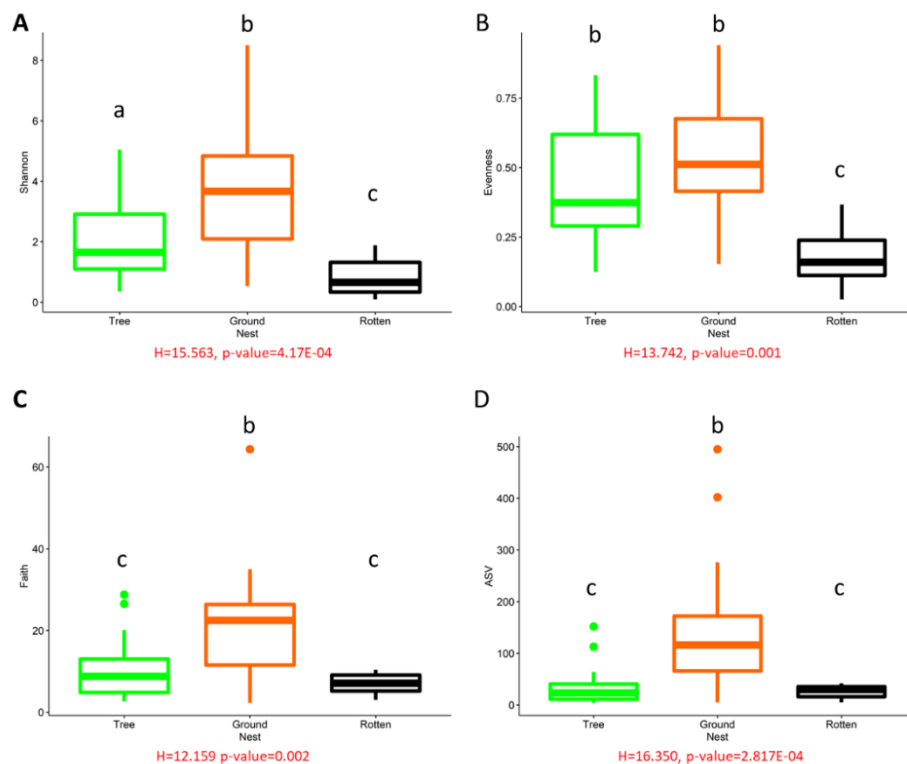 A
b
a
c
8
6
4
2
0
Shannon
Tree Ground Rotten
Nest
H=15.563, p-value=4.17E-04
B
b b
c
0.75
0.50
0.25
0.00
Evenness
Tree Ground Rotten
Nest
H=13.742, p-value=0.001
C
b
c c
60
40
20
0
Faith
Tree Ground Rotten
Nest
H=12.159 p-value=0.002
D
b
c c
500
400
300
200
100
0
ASV
Tree Ground Rotten
Nest
H=16.350, p-value=2.817E-04